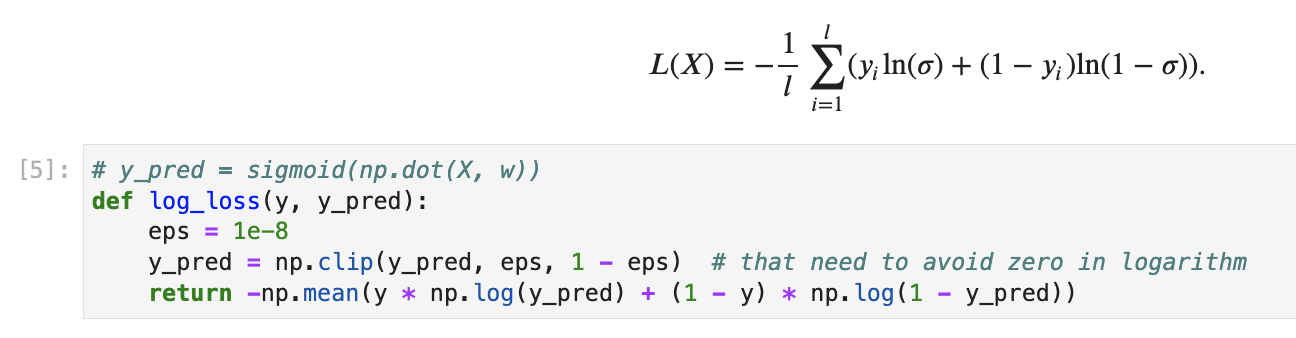 L(X) = −\frac{1}{l} \sum_{i=1}^{l} (y_i ln(σ) + (1 − y_i)ln(1 − σ)).
[5]: # y_pred = sigmoid(np.dot(X, w))
def log_loss(y, y_pred):
    eps = 1e-8
    y_pred = np.clip(y_pred, eps, 1 - eps)  # that need to avoid zero in logarithm
    return -np.mean(y * np.log(y_pred) + (1 - y) * np.log(1 - y_pred))